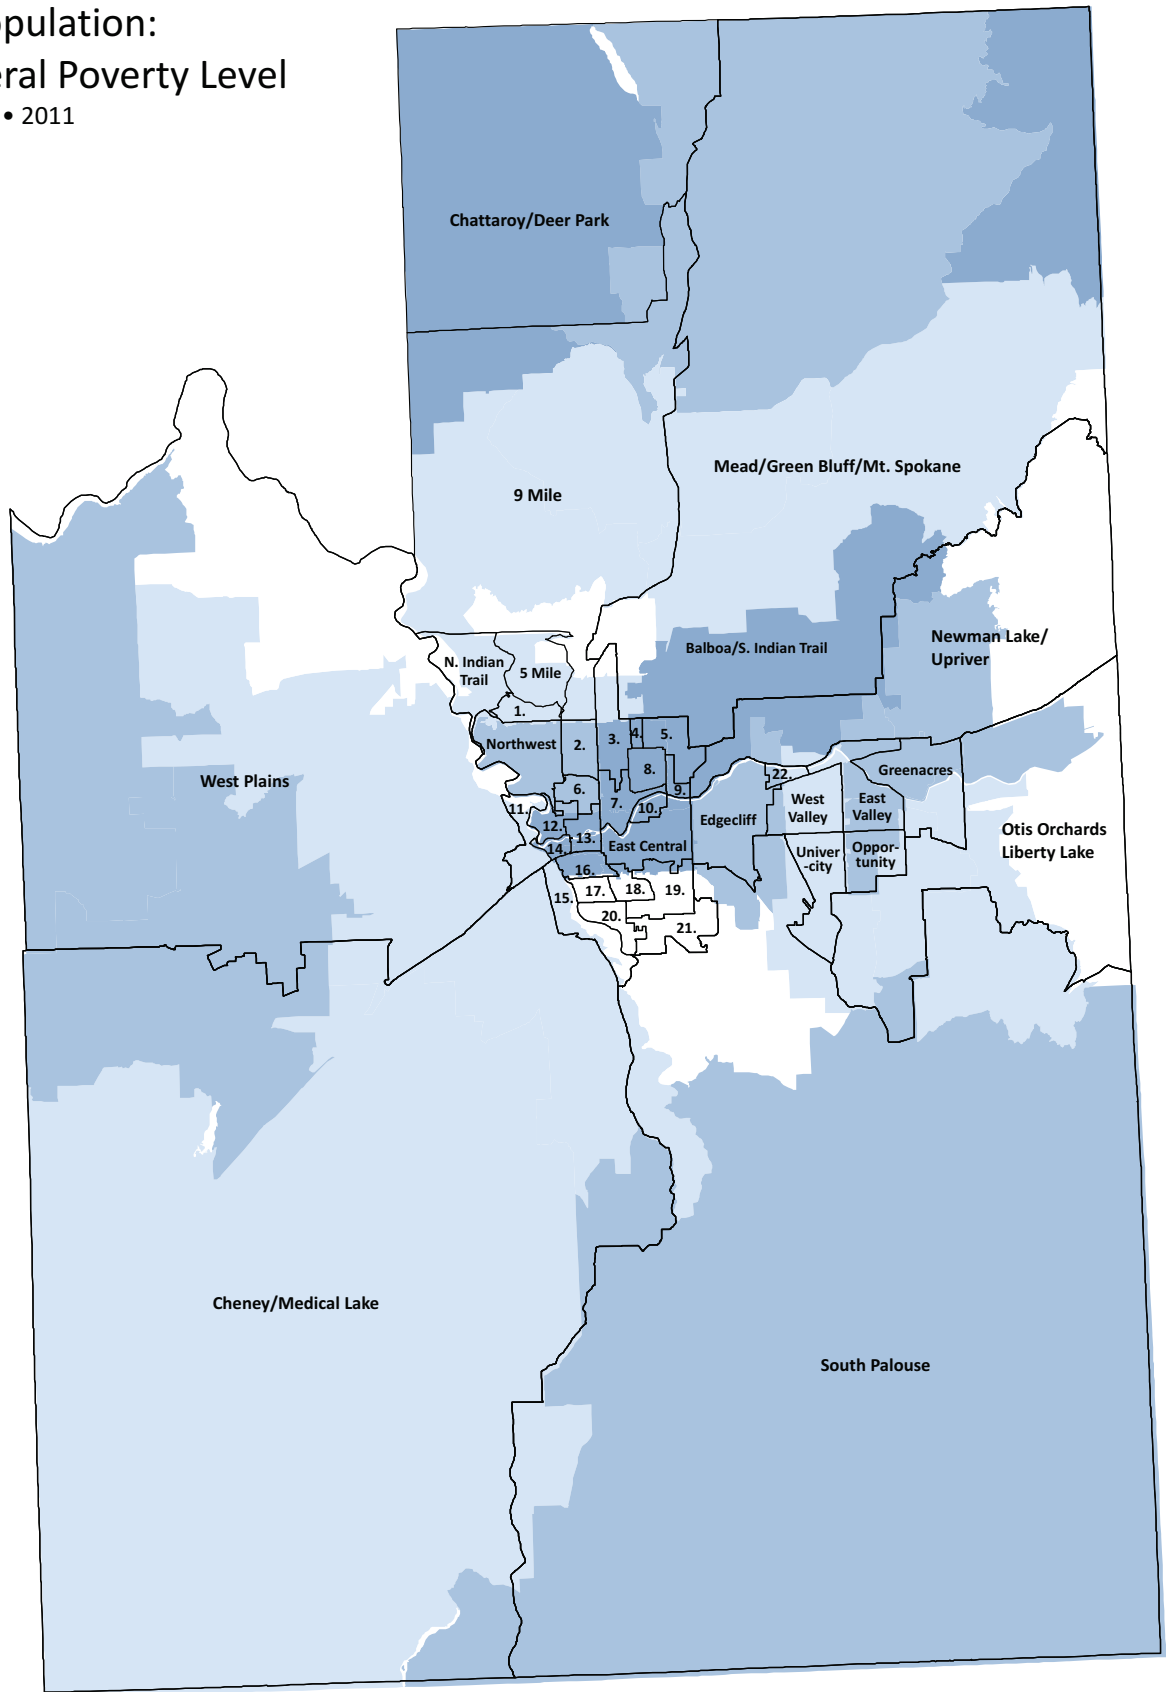 opulation:
eral Poverty Level
• 2011
Chattaroy/Deer Park
Mead/Green Bluff/Mt. Spokane
9 Mile
Newman Lake/
Upriver
Balboa/S. Indian Trail
N. Indian
Trail
5 Mile
1.
Northwest
2.
3.
4.
5.
8.
Greenacres
22.
West Plains
6.
9.
7.
10.
11.
West
Valley
East
Valley
Edgecliff
12.
13.
14.
East Central
Otis Orchards
Liberty Lake
Univer
-city
Oppor-
tunity
16.
15.
17.
18.
19.
20.
21.
Cheney/Medical Lake
South Palouse